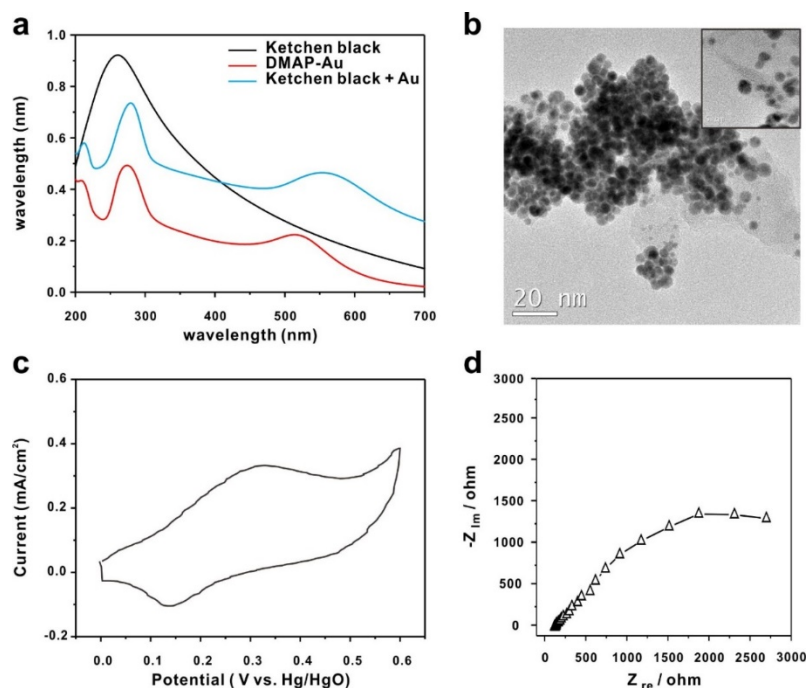 a
1.0
0.8
0.6
0.4
0.2
0.0
wavelength (nm)
Ketchen black
DMAP-Au
Ketchen black + Au
200
300
400
500
600
700
wavelength (nm)
b
20 nm
c
0.6
0.4
0.2
0.0
-0.2
Current (mA/cm²)
0.0
0.1
0.2
0.3
0.4
0.5
0.6
Potential ( V vs. Hg/HgO)
d
3000
2500
2000
1500
1000
500
0
-Z Im / ohm
0
500
1000
1500
2000
2500
3000
Z re / ohm